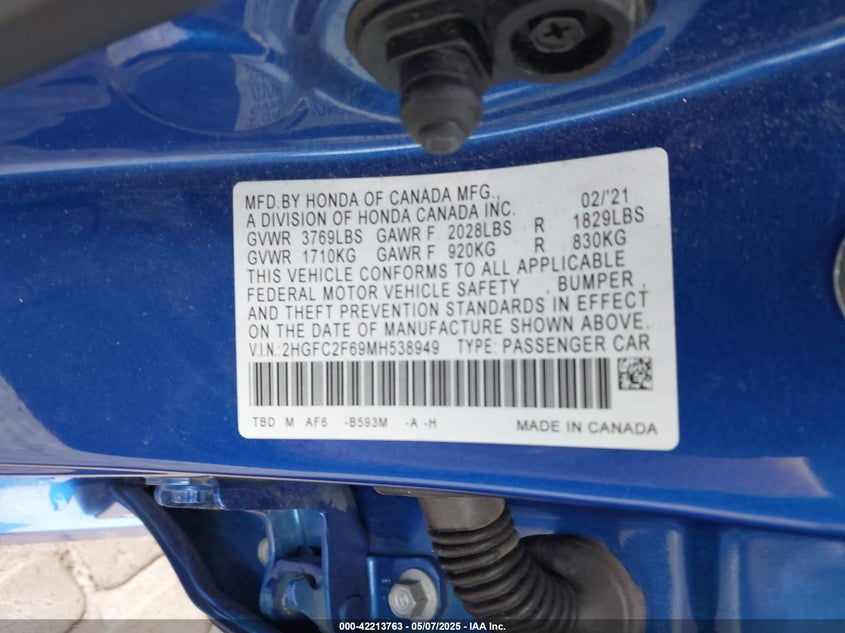 MFD.BY HONDA OF CANADA MFG., 02/'21
A DIVISION OF HONDA CANADA INC.
GVWR 3769LBS GAWR F 2028LBS R 1829LBS
GVWR 1710KG GAWR F 920KG R 830KG
THIS VEHICLE CONFORMS TO ALL APPLICABLE
FEDERAL MOTOR VEHICLE SAFETY , BUMPER ,
AND THEFT PREVENTION STANDARDS IN EFFECT
ON THE DATE OF MANUFACTURE SHOWN ABOVE.
V.I.N.:2HGFC2F69MH538949 TYPE: PASSENGER CAR
TBD M AF6 -B593M -A -H MADE IN CANADA
000-42213763 - 05/07/2025 - IAA Inc.